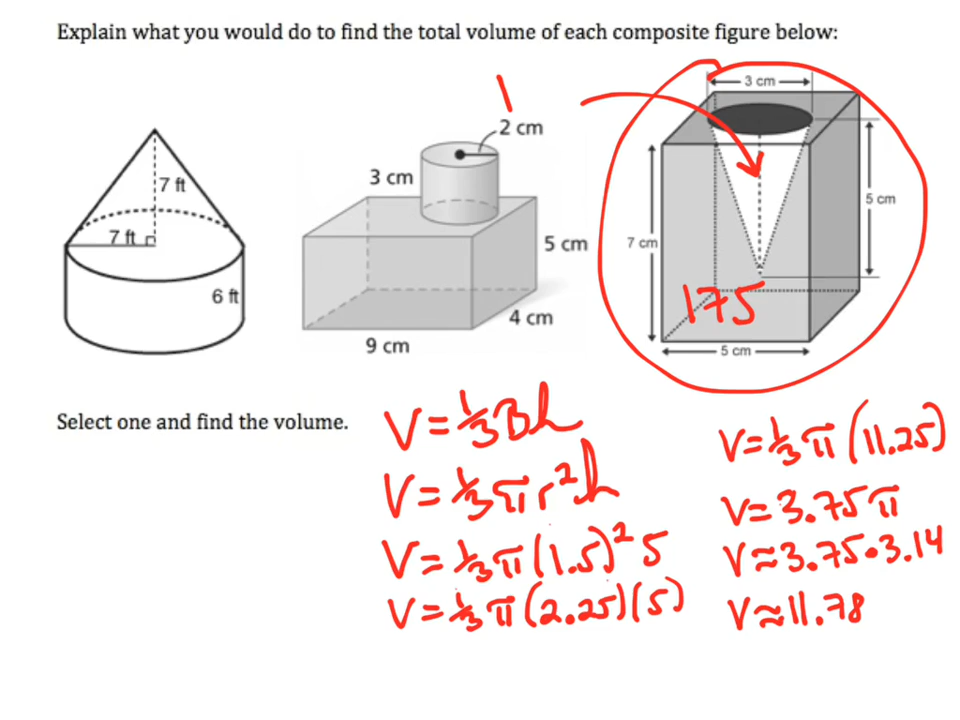 Explain what you would do to find the total volume of each composite figure below:
3 cm
2 cm
7 ft
3 cm
5 cm
7 ft
5 cm
7 cm
6 ft
175
4 cm
9 cm
5 cm
Select one and find the volume.
V=⅓Bh
V=⅓πr²h
V=⅓π(1.5)²5
V=⅓π(2.25)(5)
V=⅓π(11.25)
V=3.75π
V≈3.75•3.14
V≈11.78